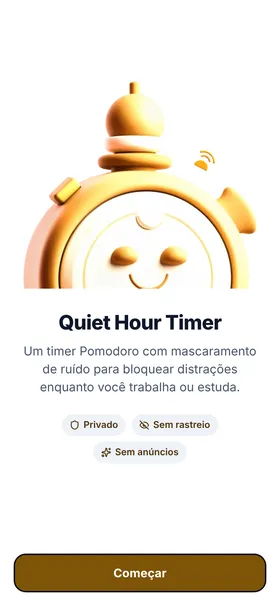 Quiet Hour Timer
Um timer Pomodoro com mascaramento
de ruído para bloquear distrações
enquanto você trabalha ou estuda.
Privado
Sem rastreio
Sem anúncios
Começar